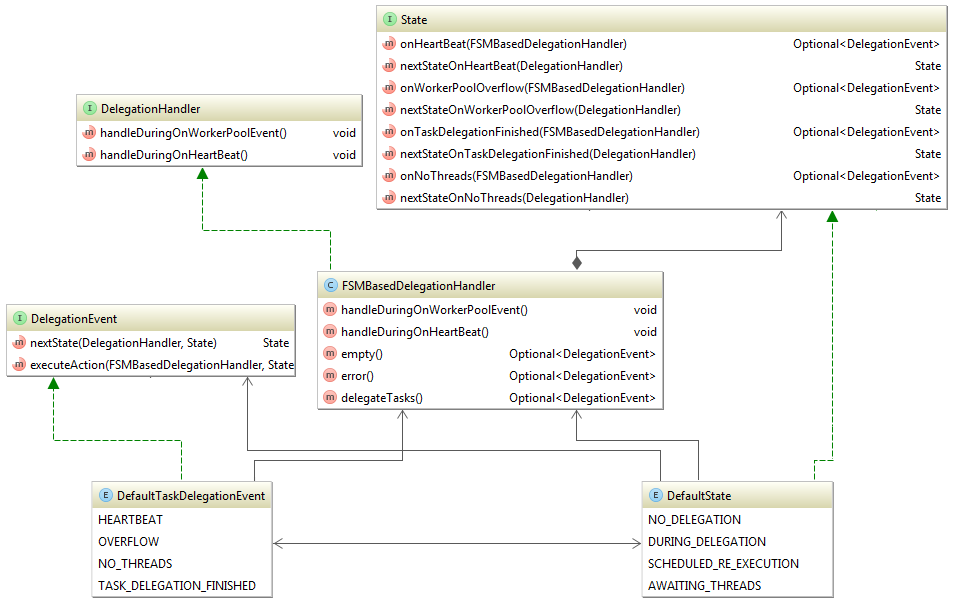 I State
m onHeartBeat(FSMBasedDelegationHandler) Optional<DelegationEvent>
m nextStateOnHeartBeat(DelegationHandler) State
m onWorkerPoolOverflow(FSMBasedDelegationHandler) Optional<DelegationEvent>
m nextStateOnWorkerPoolOverflow(DelegationHandler) State
m onTaskDelegationFinished(FSMBasedDelegationHandler) Optional<DelegationEvent>
m nextStateOnTaskDelegationFinished(DelegationHandler) State
m onNoThreads(FSMBasedDelegationHandler) Optional<DelegationEvent>
m nextStateOnNoThreads(DelegationHandler) State
I DelegationHandler
m handleDuringOnWorkerPoolEvent() void
m handleDuringOnHeartBeat() void
C FSMBasedDelegationHandler
m handleDuringOnWorkerPoolEvent() void
m handleDuringOnHeartBeat() void
m empty() Optional<DelegationEvent>
m error() Optional<DelegationEvent>
m delegateTasks() Optional<DelegationEvent>
I DelegationEvent
m nextState(DelegationHandler, State) State
m executeAction(FSMBasedDelegationHandler, State
E DefaultTaskDelegationEvent
HEARTBEAT
OVERFLOW
NO_THREADS
TASK_DELEGATION_FINISHED
E DefaultState
NO_DELEGATION
DURING_DELEGATION
SCHEDULED_RE_EXECUTION
AWAITING_THREADS